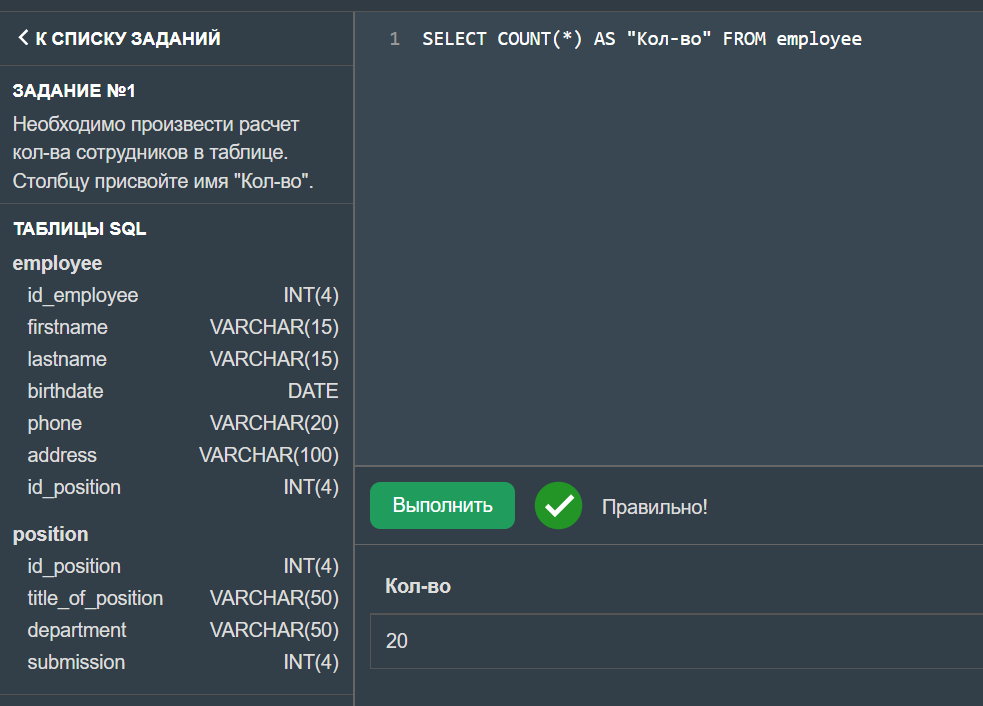 К СПИСКУ ЗАДАНИЙ
ЗАДАНИЕ №1
Необходимо произвести расчет
кол-ва сотрудников в таблице.
Столбцу присвойте имя "Кол-во".
ТАБЛИЦЫ SQL
employee
id_employee INT(4)
firstname VARCHAR(15)
lastname VARCHAR(15)
birthdate DATE
phone VARCHAR(20)
address VARCHAR(100)
id_position INT(4)
position
id_position INT(4)
title_of_position VARCHAR(50)
department VARCHAR(50)
submission INT(4)
1 SELECT COUNT(*) AS "Кол-во" FROM employee
Выполнить Правильно!
Кол-во
20